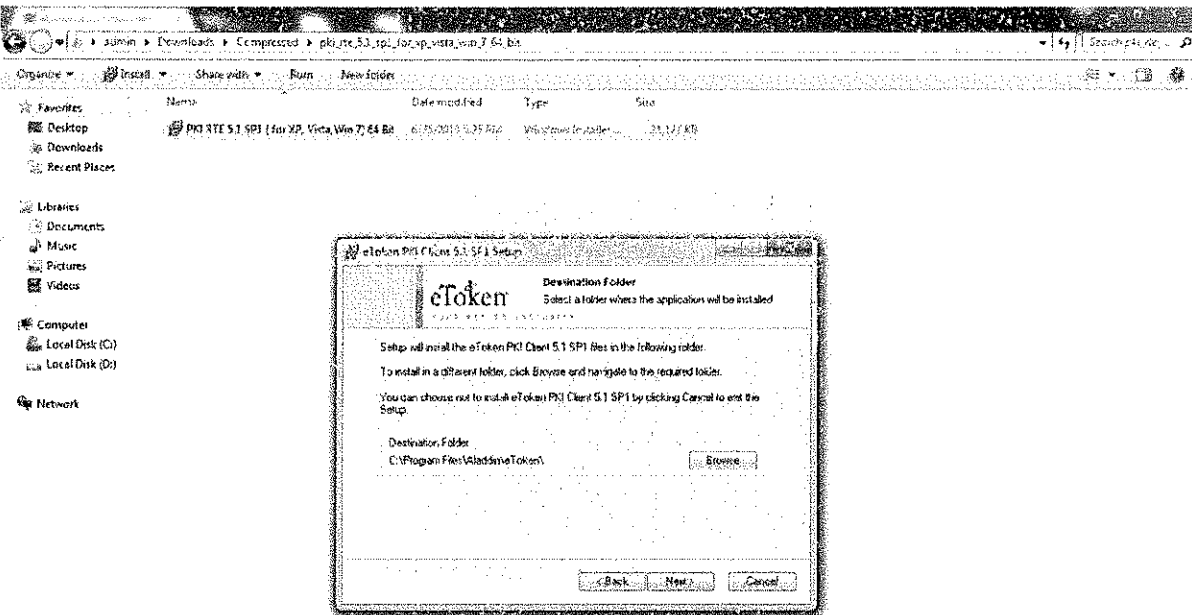 admin ▸ Downloads ▸ Compressed ▸ pki_rte_5.1_sp1_for_xp_vista_win_7_64_bit
Organize Install Share with Burn New folder
Favorites
Desktop
Downloads
Recent Places
Libraries
Documents
Music
Pictures
Videos
Computer
Local Disk (C:)
Local Disk (D:)
Network
Name Date modified Type Size
PKI RTE 5.1 SP1 ( for XP, Vista, Win 7) 64 Bit Windows Installer ...
eToken PKI Client 5.1 SP1 Setup
eToken
Destination Folder
Select a folder where the application will be installed
Setup will install the eToken PKI Client 5.1 SP1 files in the following folder.
To install in a different folder, click Browse and navigate to the required folder.
You can choose not to install eToken PKI Client 5.1 SP1 by clicking Cancel to exit the
Setup.
Destination Folder
C:\Program Files\Aladdin\eToken\
Browse
< Back Next > Cancel